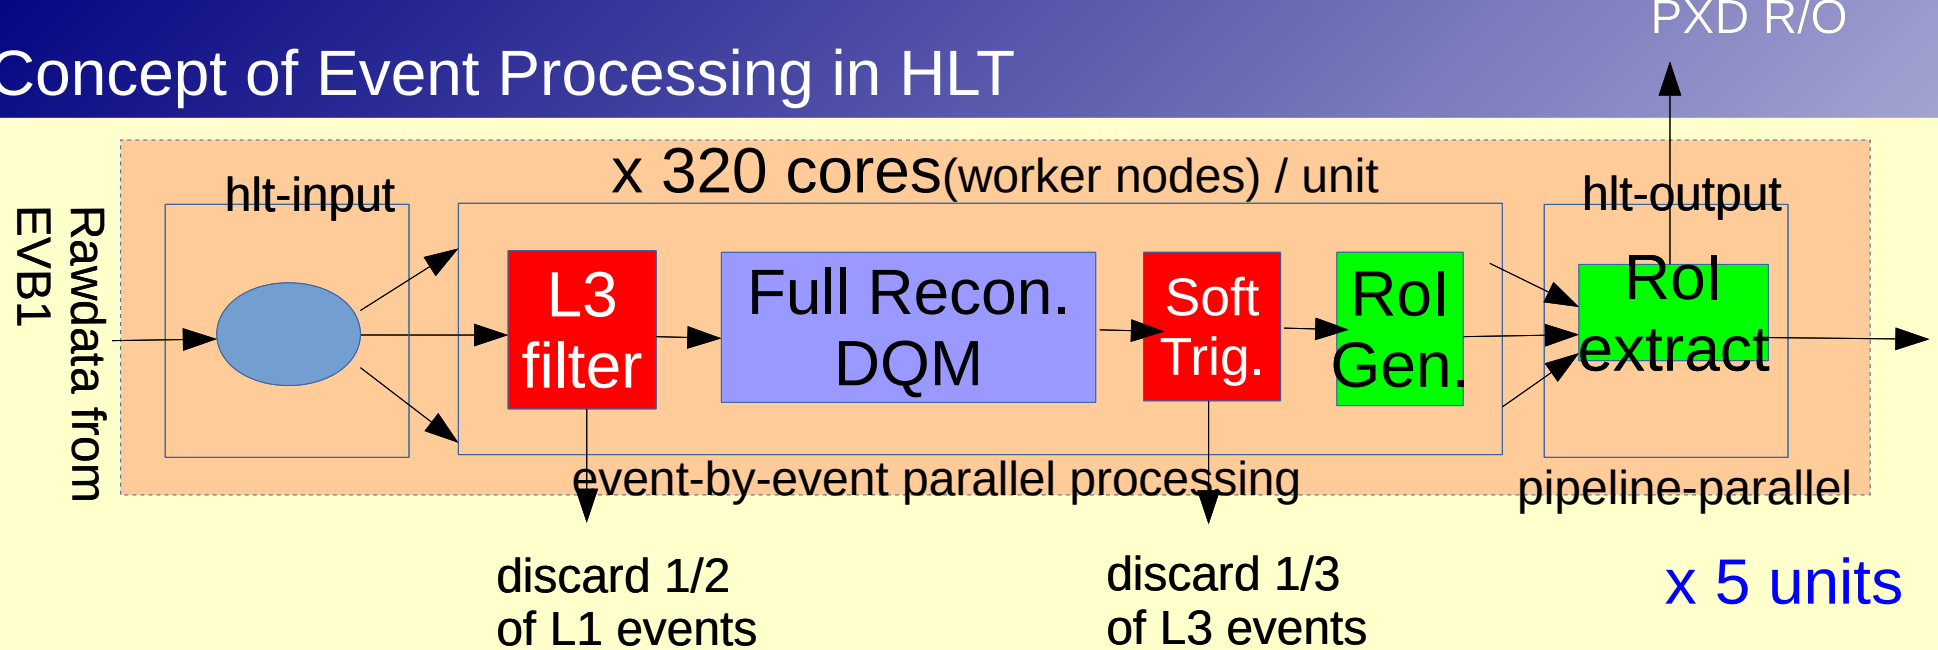 PXD R/O
Concept of Event Processing in HLT
x 320 cores(worker nodes) / unit
hlt-input
hlt-output
Rawdata from
EVB1
L3
filter
Full Recon.
DQM
Soft
Trig.
RoI
Gen.
RoI
extract
event-by-event parallel processing
pipeline-parallel
discard 1/2
of L1 events
discard 1/3
of L3 events
x 5 units